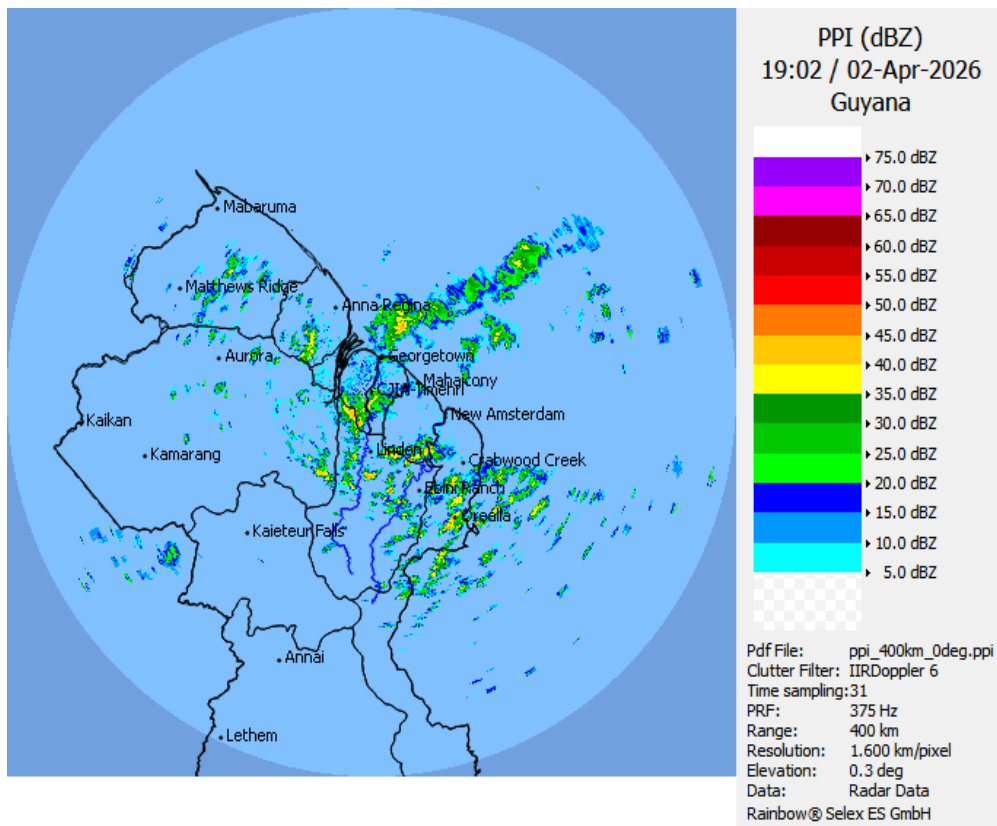 PPI (dBZ)
19:02 / 02-Apr-2026
Guyana
75.0 dBZ
70.0 dBZ
65.0 dBZ
60.0 dBZ
55.0 dBZ
50.0 dBZ
45.0 dBZ
40.0 dBZ
35.0 dBZ
30.0 dBZ
25.0 dBZ
20.0 dBZ
15.0 dBZ
10.0 dBZ
5.0 dBZ
Pdf File: ppi_400km_0deg.ppi
Clutter Filter: IIRDoppler 6
Time sampling:31
PRF: 375 Hz
Range: 400 km
Resolution: 1.600 km/pixel
Elevation: 0.3 deg
Data: Radar Data
Rainbow® Selex ES GmbH
Mabaruma
Matthews Ridge
Anna Regina
Aurora
Georgetown
Mahaicony
CJIA-Timehri
New Amsterdam
Kaikan
Kamarang
Linden
Crabwood Creek
Ebini Ranch
Orealla
Kaieteur Falls
Annai
Lethem